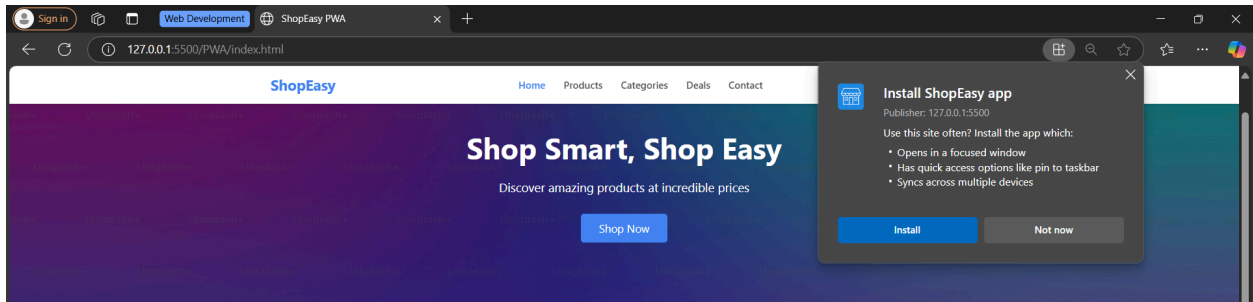 Sign in
Web Development
ShopEasy PWA
127.0.0.1:5500/PWA/index.html
ShopEasy
Home Products Categories Deals Contact
Shop Smart, Shop Easy
Discover amazing products at incredible prices
Shop Now
Install ShopEasy app
Publisher: 127.0.0.1:5500
Use this site often? Install the app which:
• Opens in a focused window
• Has quick access options like pin to taskbar
• Syncs across multiple devices
Install
Not now